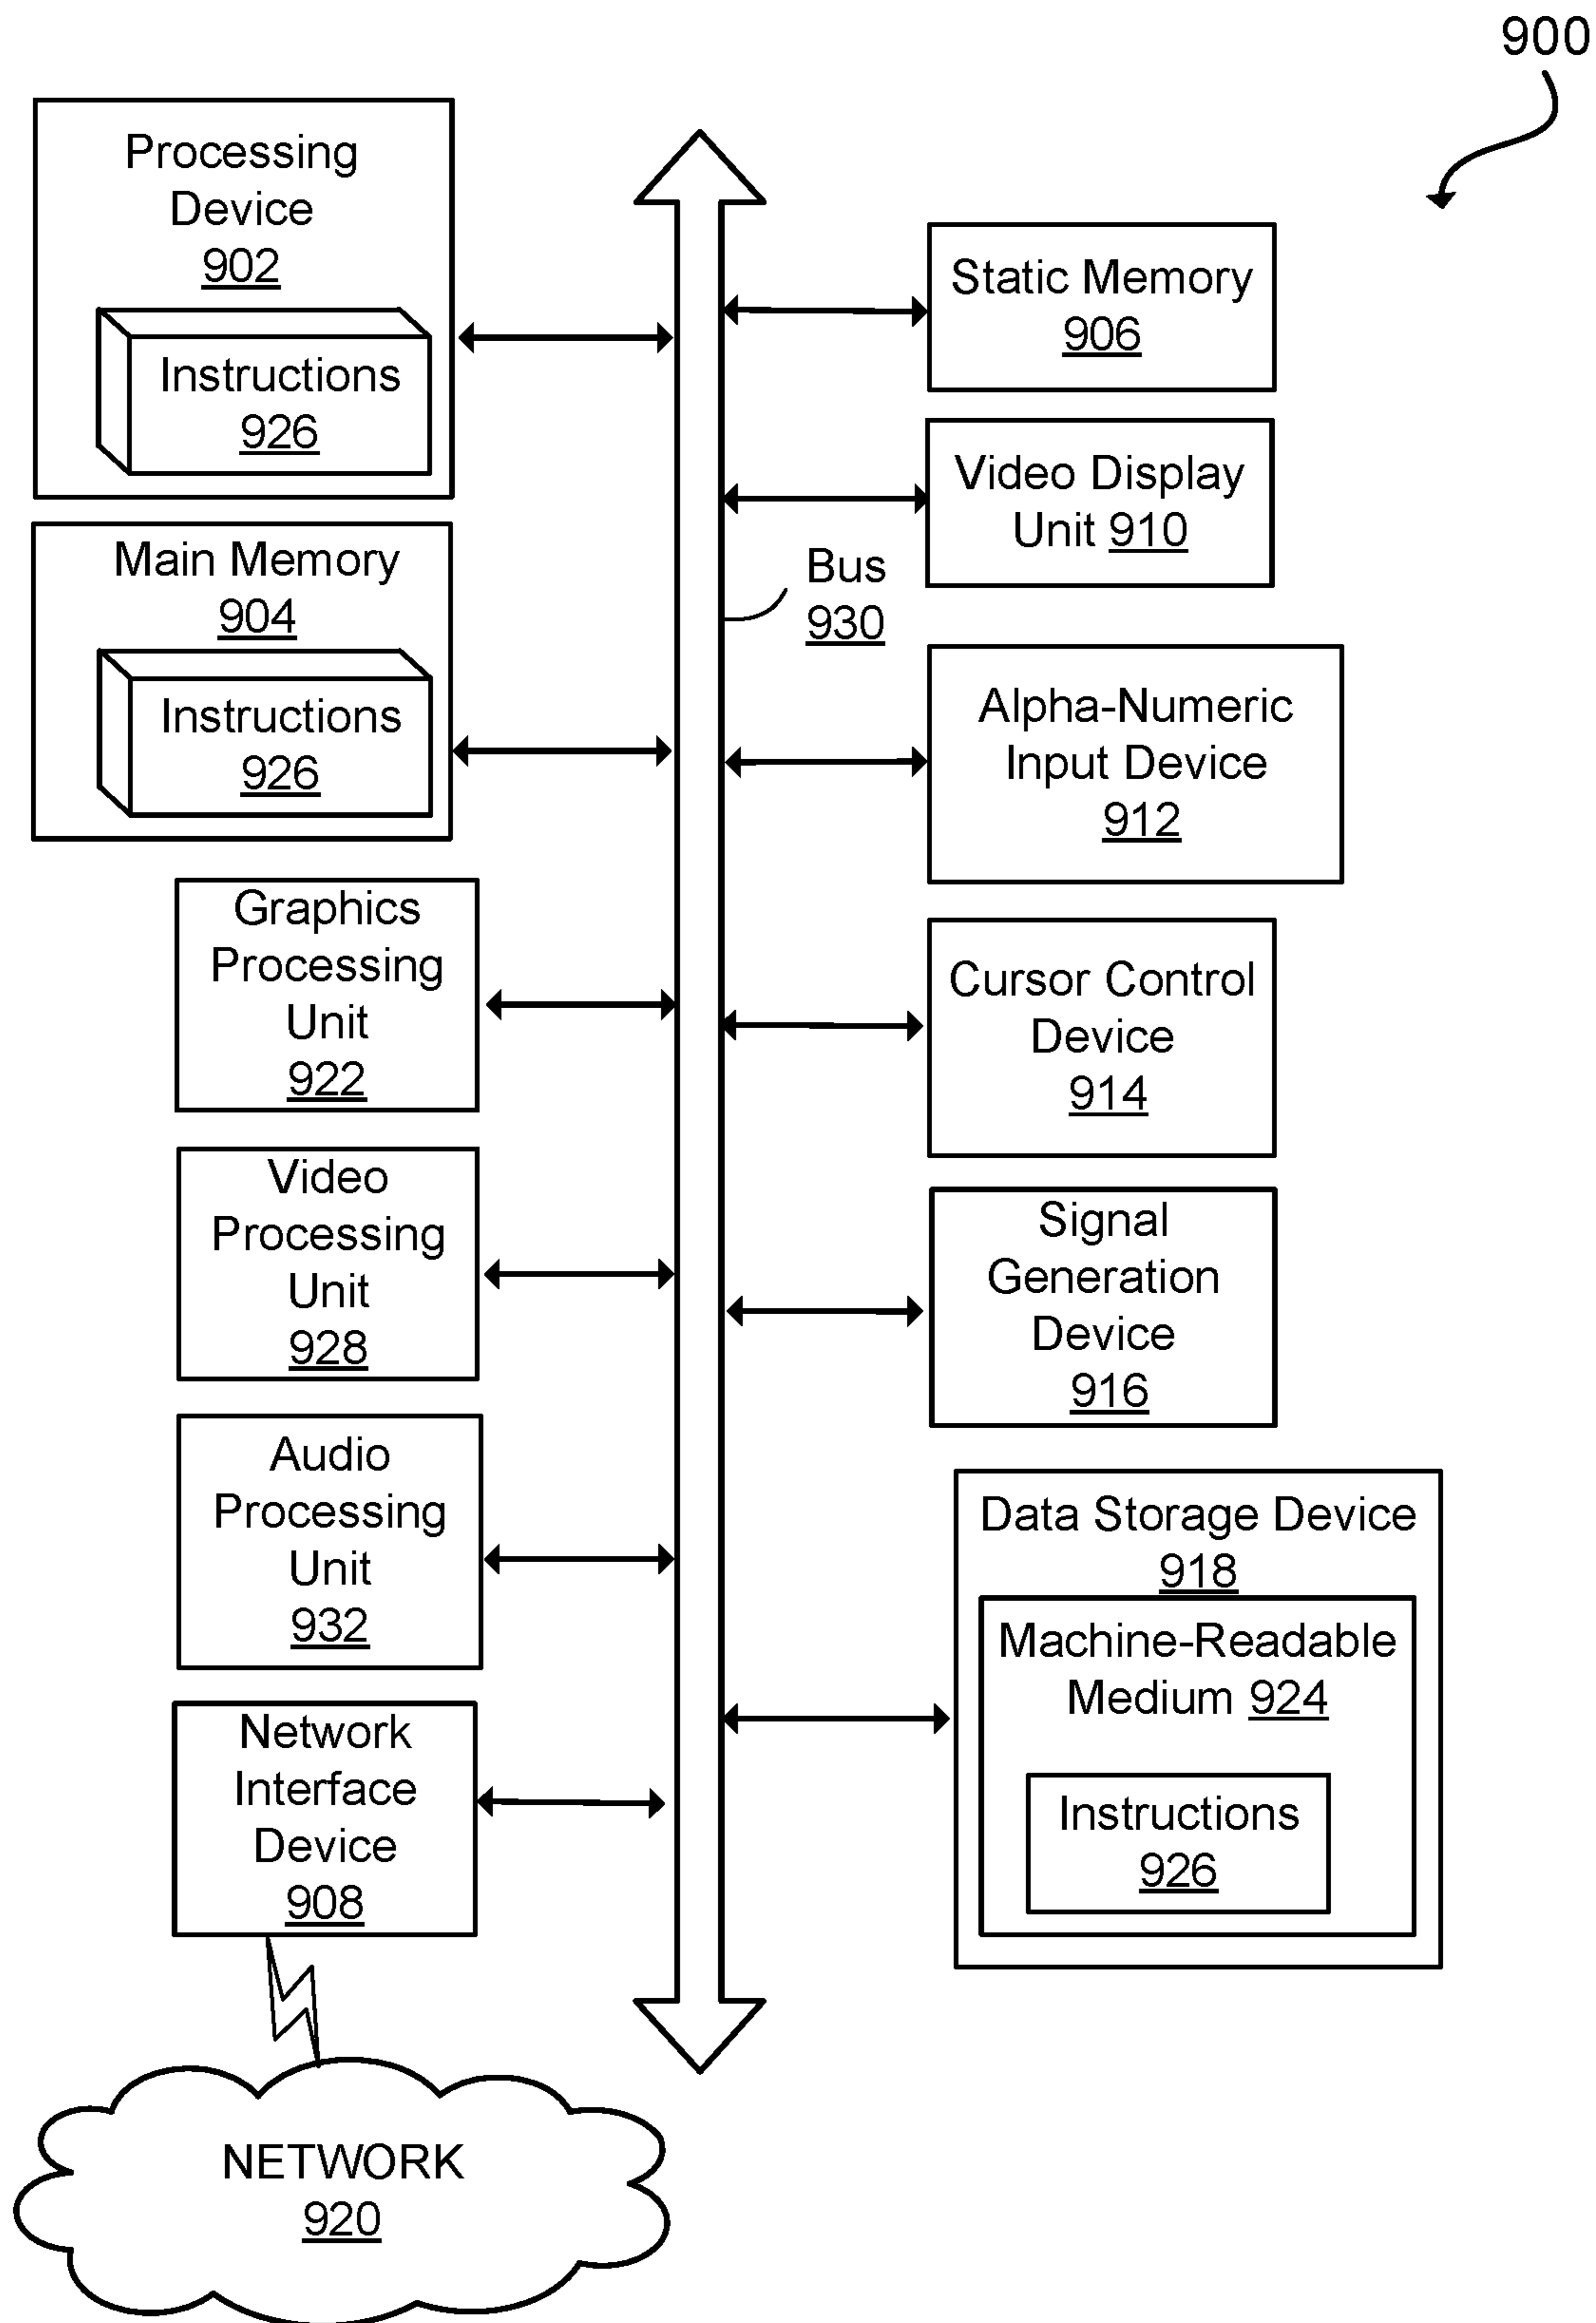 900
Processing
Device
902
Instructions
926
Main Memory
904
Instructions
926
Graphics
Processing
Unit
922
Video
Processing
Unit
928
Audio
Processing
Unit
932
Network
Interface
Device
908
NETWORK
920
Bus
930
Static Memory
906
Video Display
Unit 910
Alpha-Numeric
Input Device
912
Cursor Control
Device
914
Signal
Generation
Device
916
Data Storage Device
918
Machine-Readable
Medium 924
Instructions
926